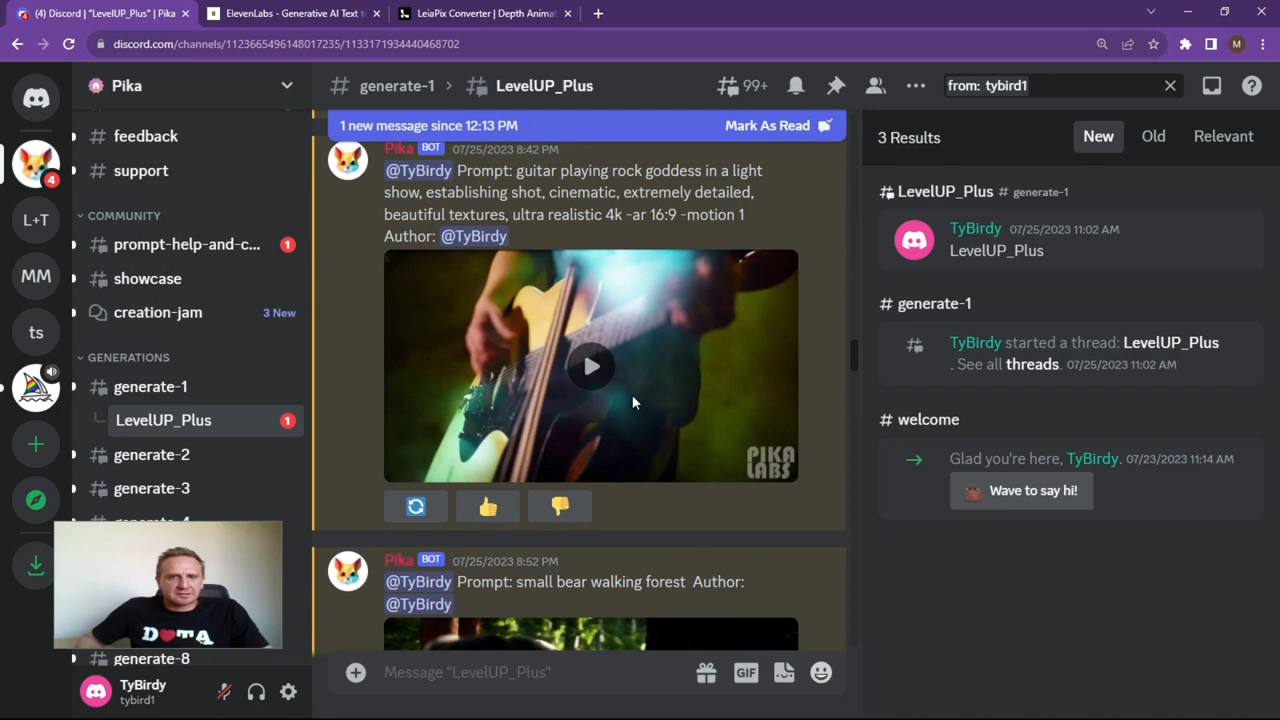 (4) Discord | "LevelUP_Plus" | Pika
ElevenLabs - Generative AI Text t
LeiaPix Converter | Depth Animat
discord.com/channels/1123665496148017235/1133171934440468702
M
Pika
generate-1 › LevelUP_Plus
99+
from: tybird1
feedback
support
COMMUNITY
prompt-help-and-c... 1
showcase
creation-jam 3 New
GENERATIONS
generate-1
LevelUP_Plus 1
generate-2
generate-3
generate-8
4
L+T
MM
ts
TyBirdy
tybird1
1 new message since 12:13 PM Mark As Read
Pika BOT 07/25/2023 8:42 PM
@TyBirdy Prompt: guitar playing rock goddess in a light
show, establishing shot, cinematic, extremely detailed,
beautiful textures, ultra realistic 4k -ar 16:9 -motion 1
Author: @TyBirdy
PIKA
LABS
Pika BOT 07/25/2023 8:52 PM
@TyBirdy Prompt: small bear walking forest Author:
@TyBirdy
Message "LevelUP_Plus"
GIF
3 Results New Old Relevant
LevelUP_Plus # generate-1
TyBirdy 07/25/2023 11:02 AM
LevelUP_Plus
# generate-1
TyBirdy started a thread: LevelUP_Plus
. See all threads. 07/25/2023 11:02 AM
# welcome
Glad you're here, TyBirdy. 07/23/2023 11:14 AM
Wave to say hi!